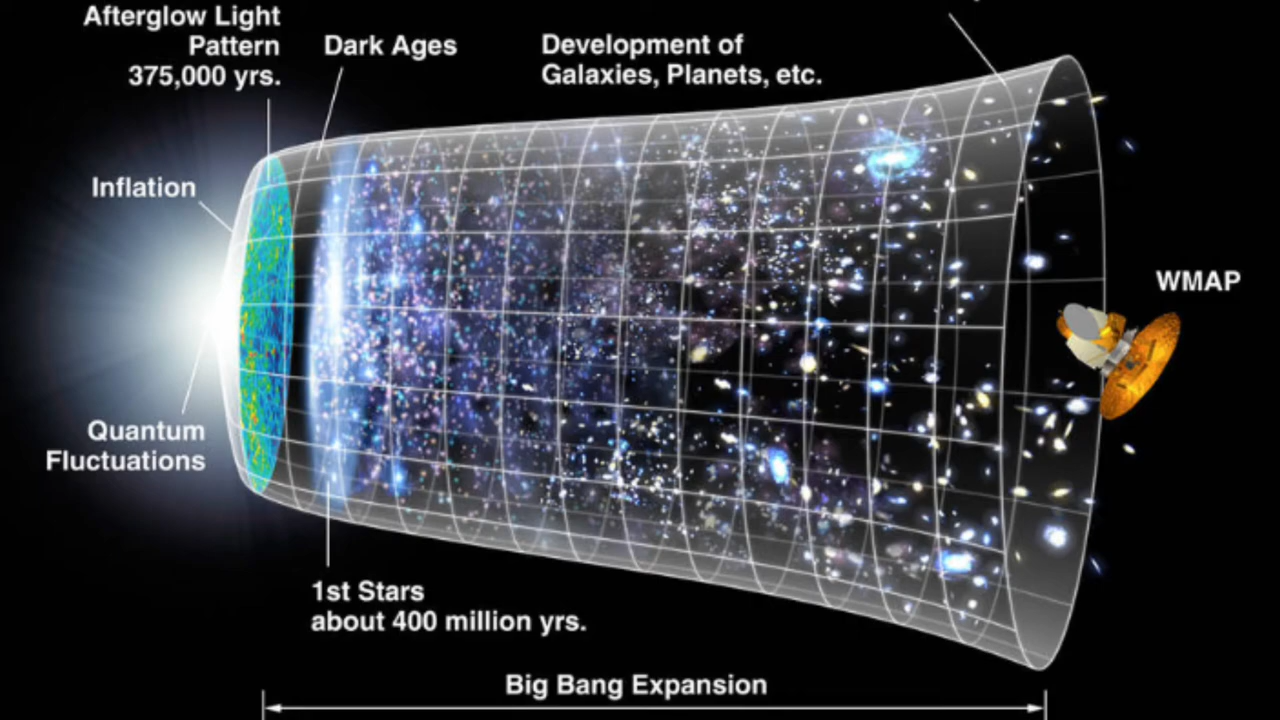 Afterglow Light
Pattern
375,000 yrs.
Dark Ages
Development of
Galaxies, Planets, etc.
Inflation
WMAP
Quantum
Fluctuations
1st Stars
about 400 million yrs.
Big Bang Expansion